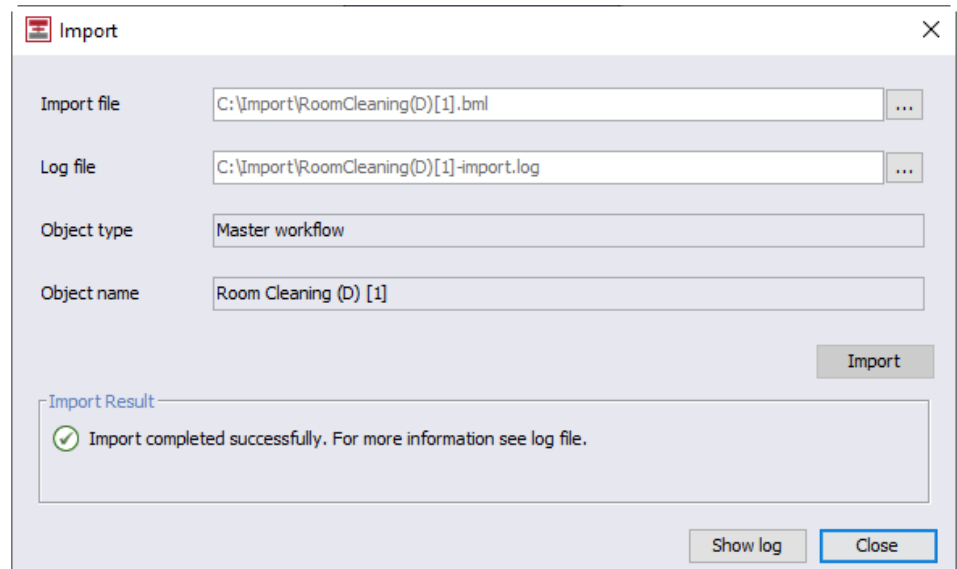 Import
Import file
C:\Import\RoomCleaning(D)[1].bml
...
Log file
C:\Import\RoomCleaning(D)[1]-import.log
...
Object type
Master workflow
Object name
Room Cleaning (D) [1]
Import
Import Result
Import completed successfully. For more information see log file.
Show log
Close